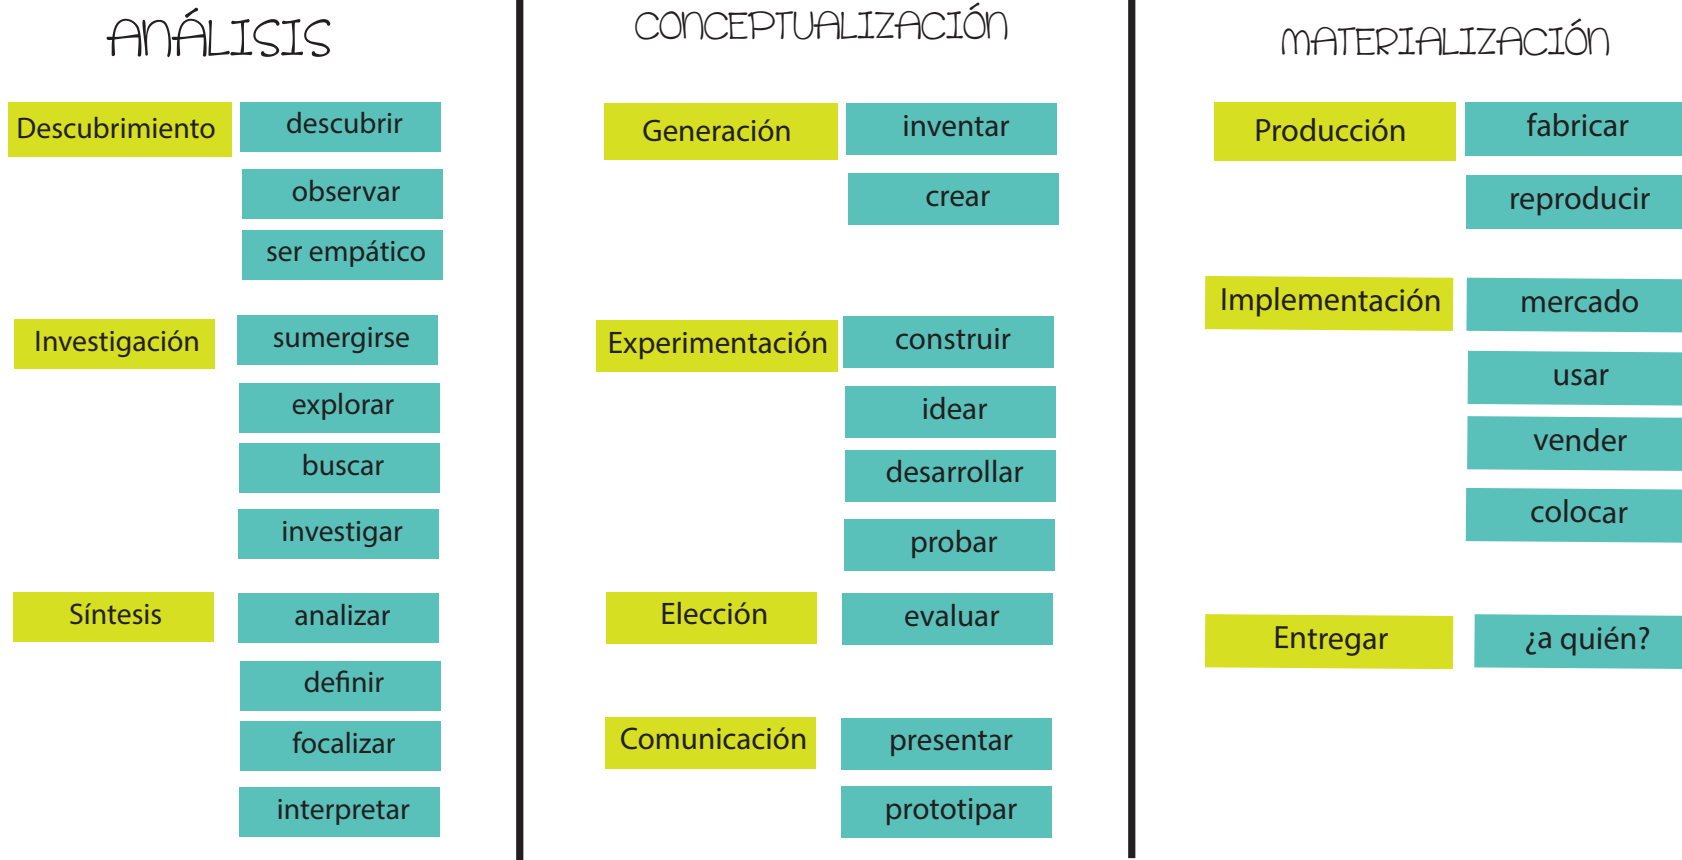 ANÁLISIS
Descubrimiento
descubrir
observar
ser empático
Investigación
sumergirse
explorar
buscar
investigar
Síntesis
analizar
definir
focalizar
interpretar
CONCEPTUALIZACIÓN
Generación
inventar
crear
Experimentación
construir
idear
desarrollar
probar
Elección
evaluar
Comunicación
presentar
prototipar
MATERIALIZACIÓN
Producción
fabricar
reproducir
Implementación
mercado
usar
vender
colocar
Entregar
¿a quién?